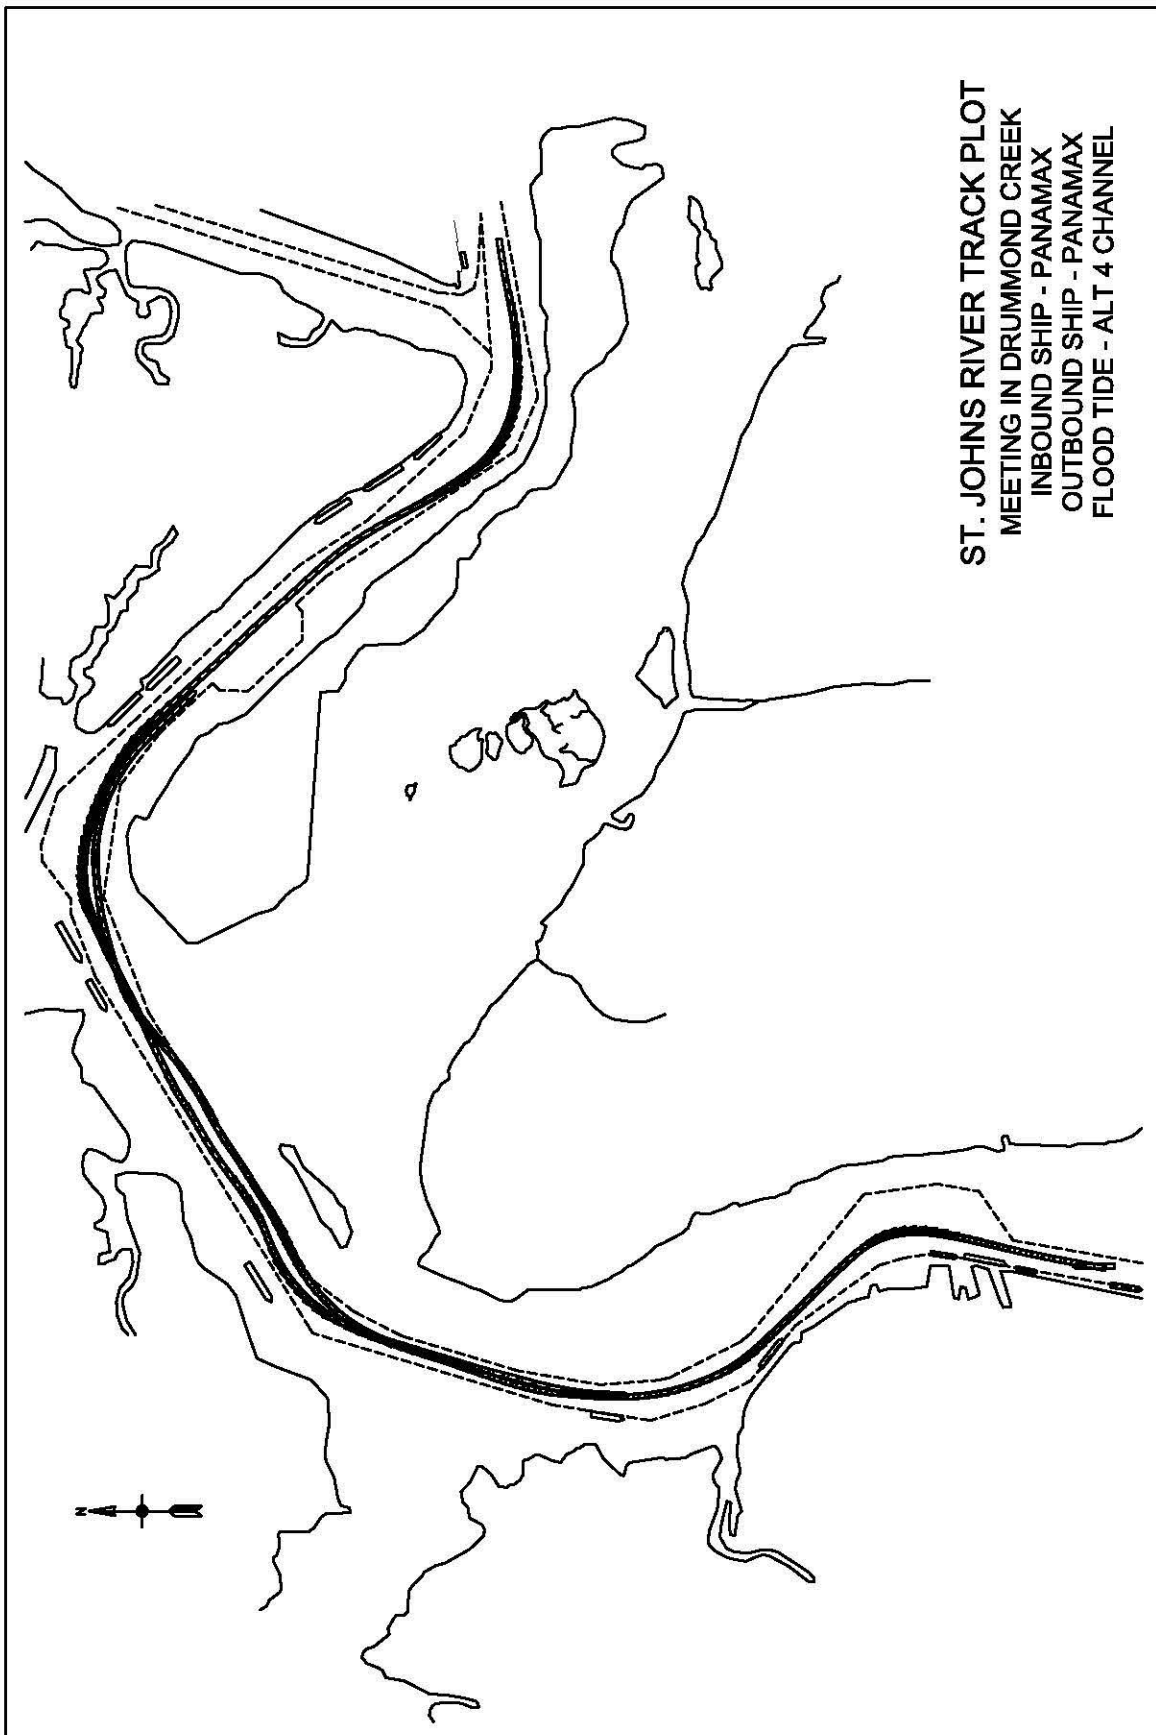 ST. JOHNS RIVER TRACK PLOT
MEETING IN DRUMMOND CREEK
INBOUND SHIP - PANAMAX
OUTBOUND SHIP - PANAMAX
FLOOD TIDE - ALT 4 CHANNEL
N